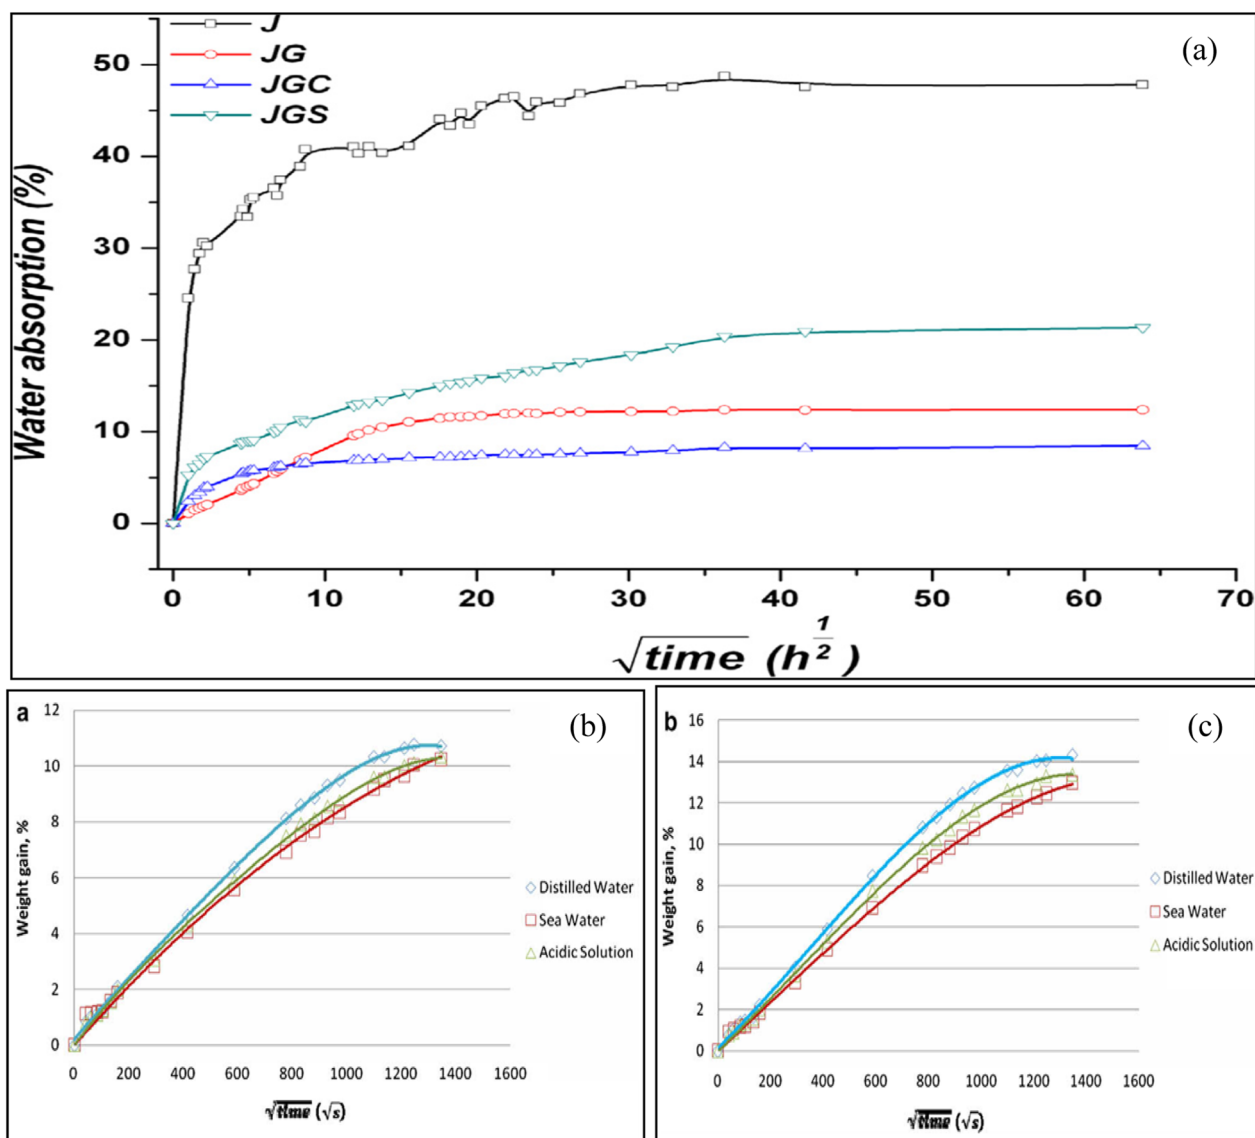 J
JG
JGC
JGS
(a)
50
40
30
20
10
0
Water absorption (%)
0 10 20 30 40 50 60 70
√time (h^1/2)
a
(b)
12
10
8
6
4
2
0
Weight gain, %
Distilled Water
Sea Water
Acidic Solution
0 200 400 600 800 1000 1200 1400 1600
√time (√s)
b
(c)
16
14
12
10
8
6
4
2
0
Weight gain, %
Distilled Water
Sea Water
Acidic Solution
0 200 400 600 800 1000 1200 1400 1600
√time (√s)